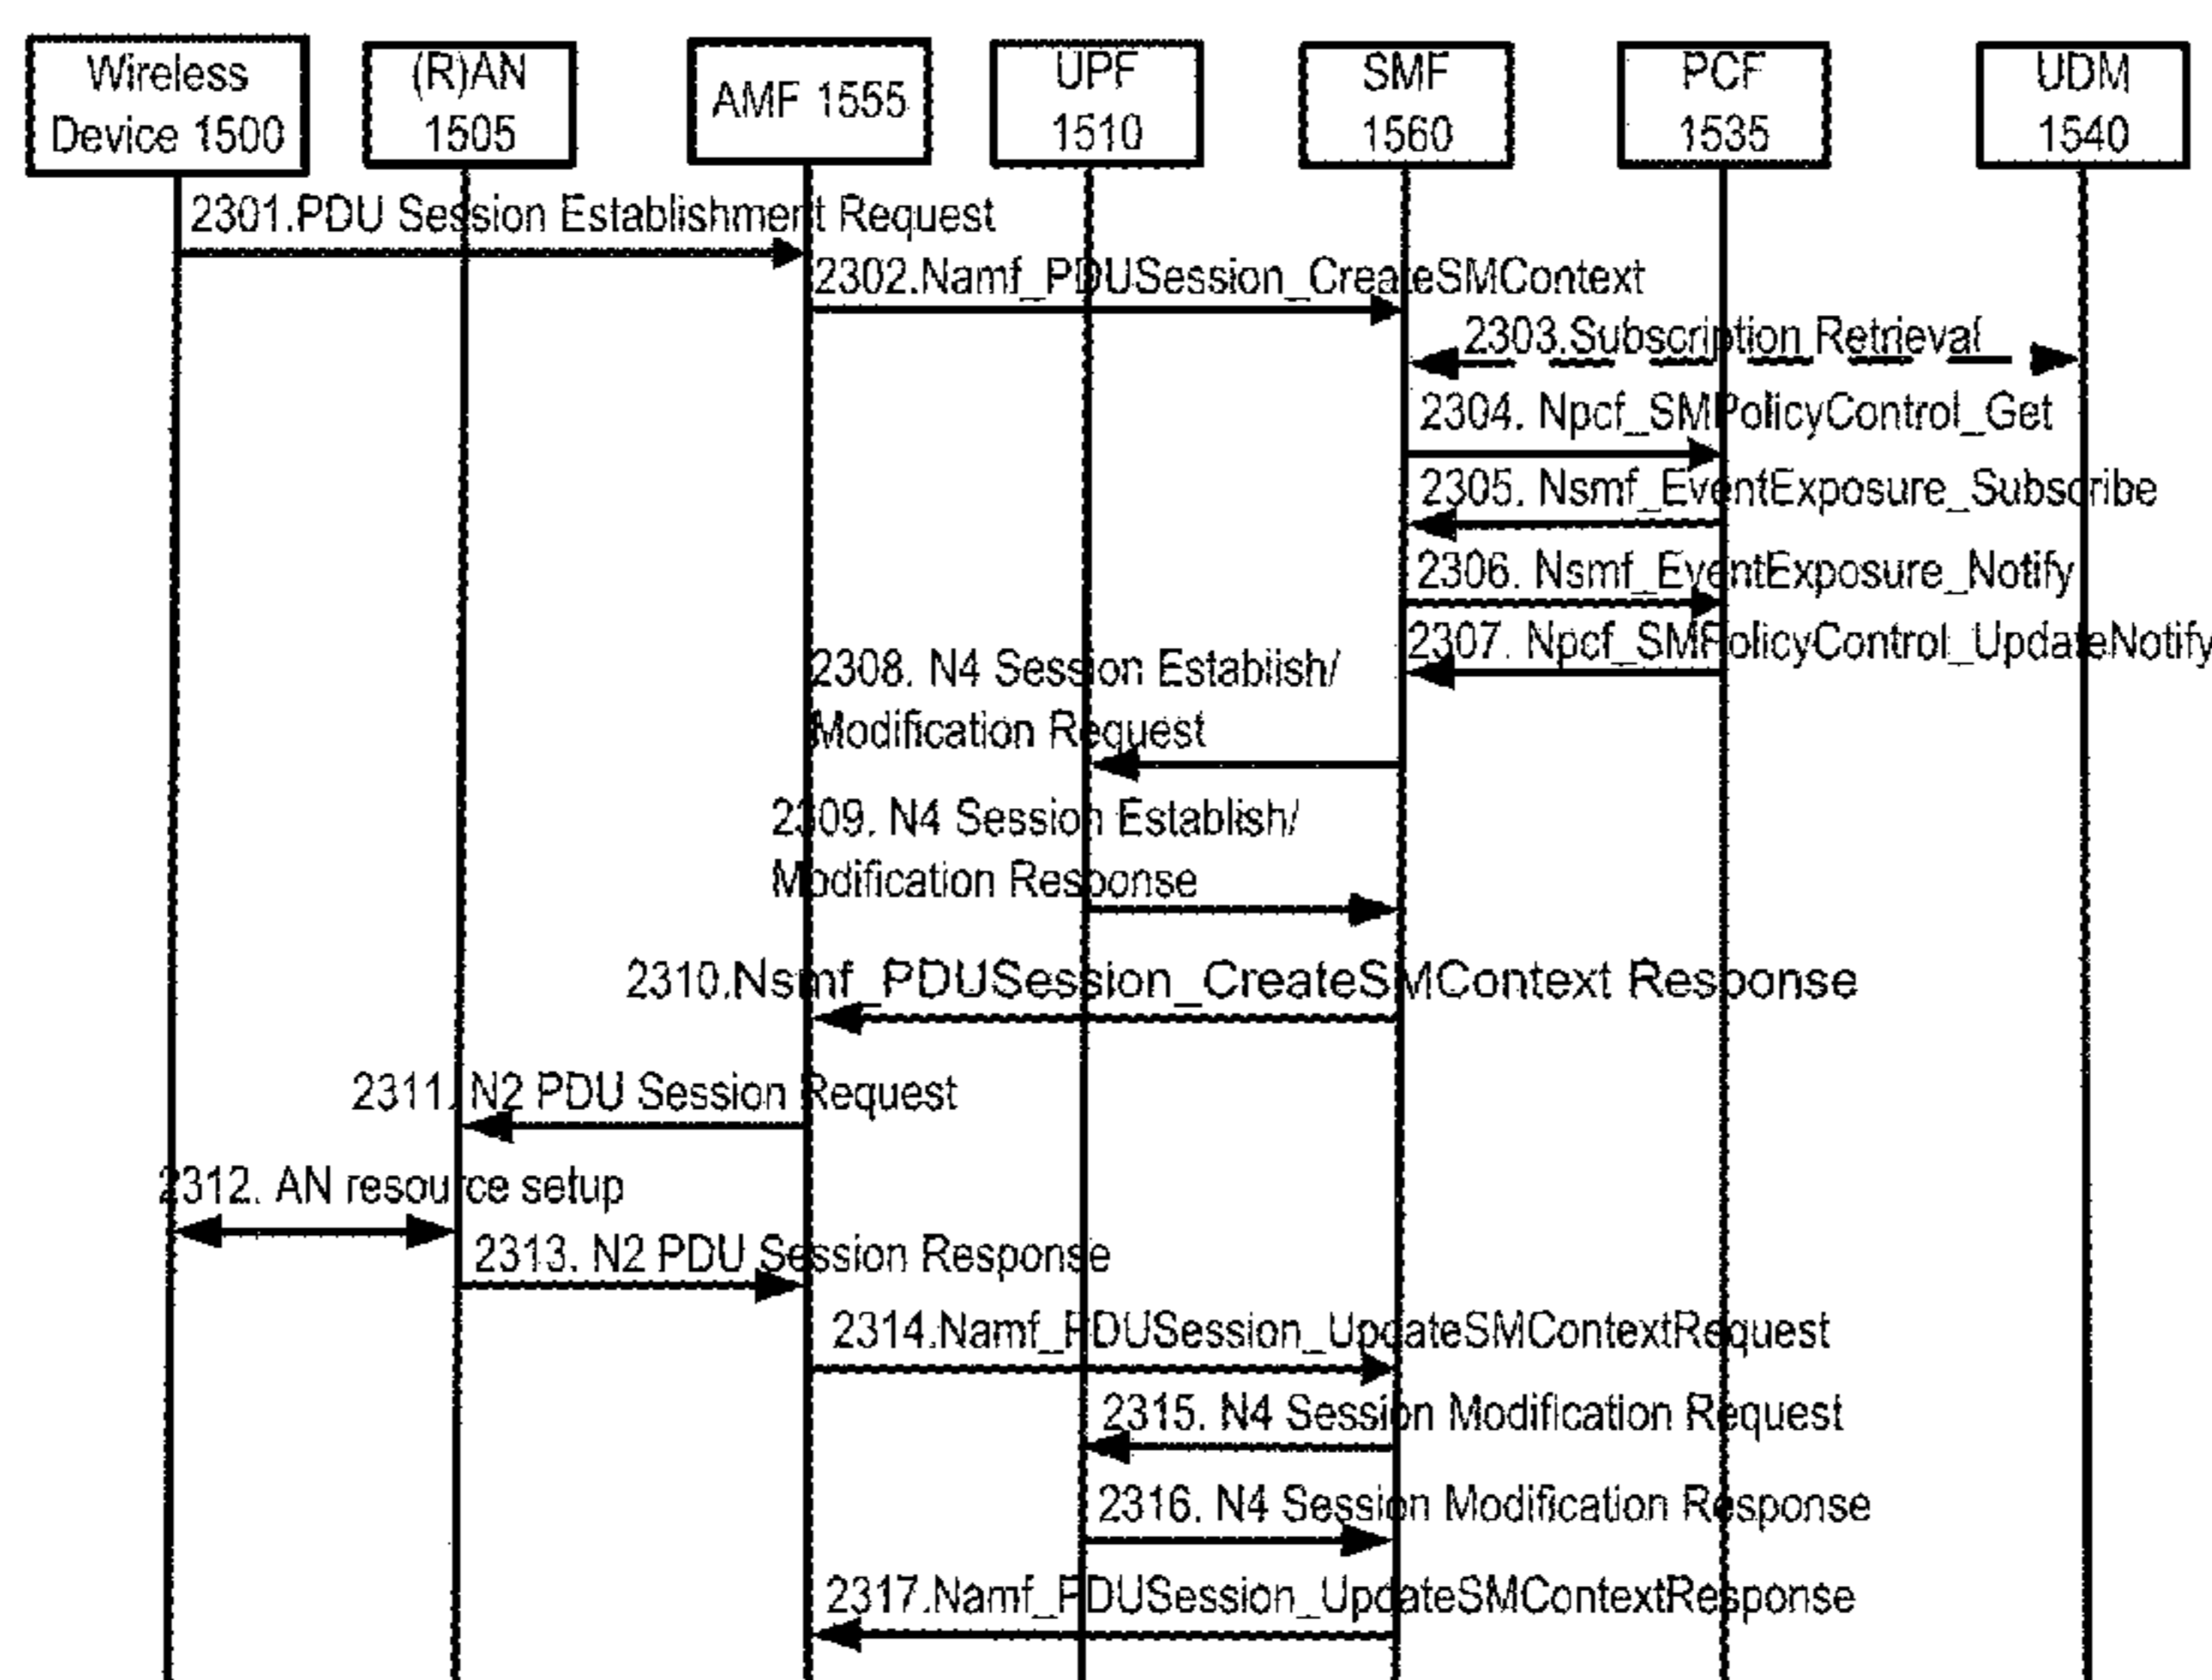 Wireless
Device 1500
(R)AN
1505
AMF 1555
UPF
1510
SMF
1560
PCF
1535
UDM
1540
2301.PDU Session Establishment Request
2302.Namf_PDUSession_CreateSMContext
2303.Subscription Retrieval
2304. Npcf_SMPolicyControl_Get
2305. Nsmf_EventExposure_Subscribe
2306. Nsmf_EventExposure_Notify
2307. Npcf_SMPolicyControl_UpdateNotify
2308. N4 Session Establish/
Modification Request
2309. N4 Session Establish/
Modification Response
2310.Nsmf_PDUSession_CreateSMContext Response
2311. N2 PDU Session Request
2312. AN resource setup
2313. N2 PDU Session Response
2314.Namf_PDUSession_UpdateSMContextRequest
2315. N4 Session Modification Request
2316. N4 Session Modification Response
2317.Namf_PDUSession_UpdateSMContextResponse